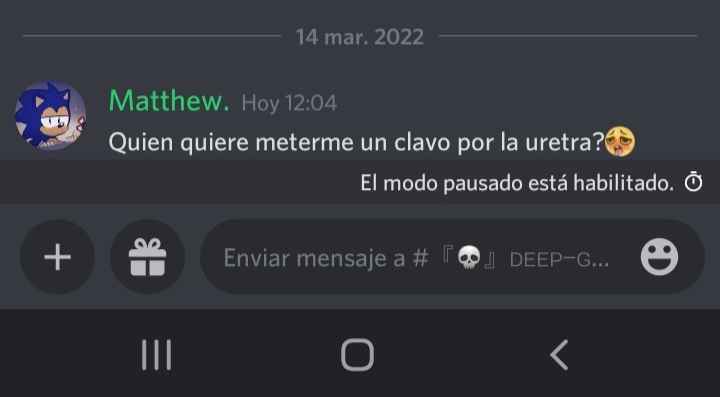 14 mar. 2022
Matthew. Hoy 12:04
Quien quiere meterme un clavo por la uretra?
El modo pausado está habilitado.
Enviar mensaje a # 『💀』 DEEP-G...